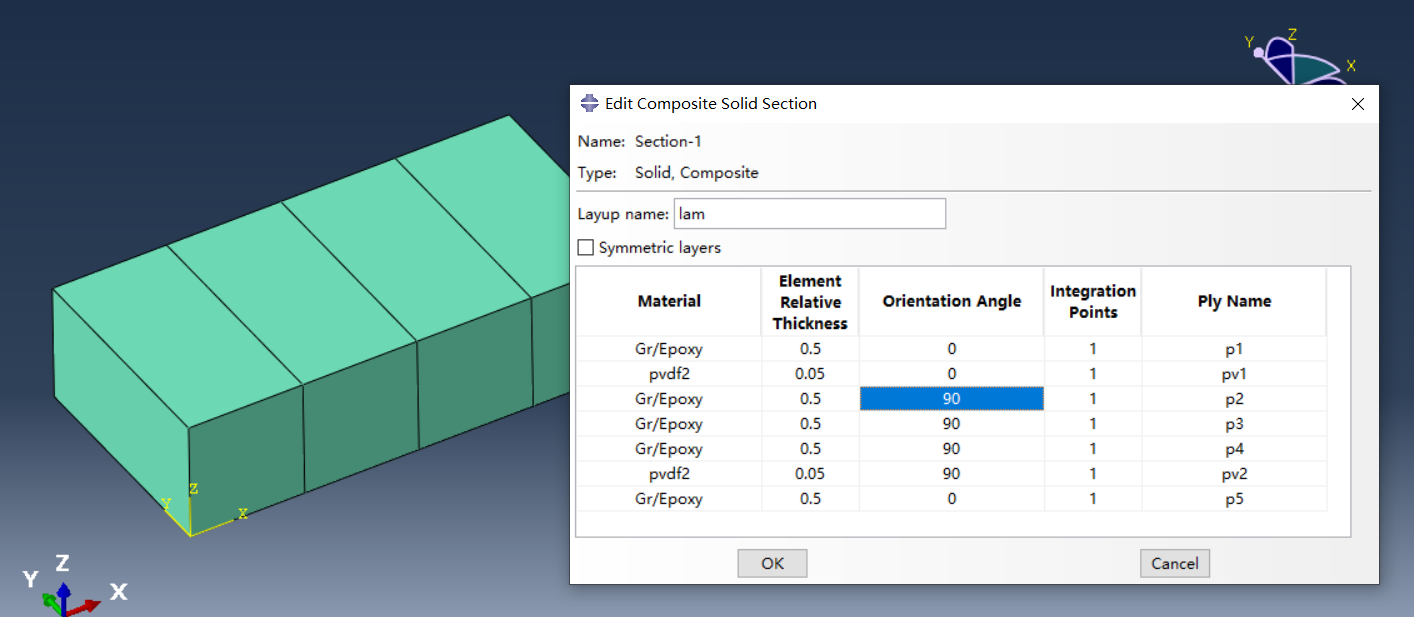 Y Z X
Edit Composite Solid Section
Name: Section-1
Type: Solid, Composite
Layup name: lam
Symmetric layers
Material Element Relative Thickness Orientation Angle Integration Points Ply Name
Gr/Epoxy 0.5 0 1 p1
pvdf2 0.05 0 1 pv1
Gr/Epoxy 0.5 90 1 p2
Gr/Epoxy 0.5 90 1 p3
Gr/Epoxy 0.5 90 1 p4
pvdf2 0.05 90 1 pv2
Gr/Epoxy 0.5 0 1 p5
OK Cancel
Y Z X
Y Z X